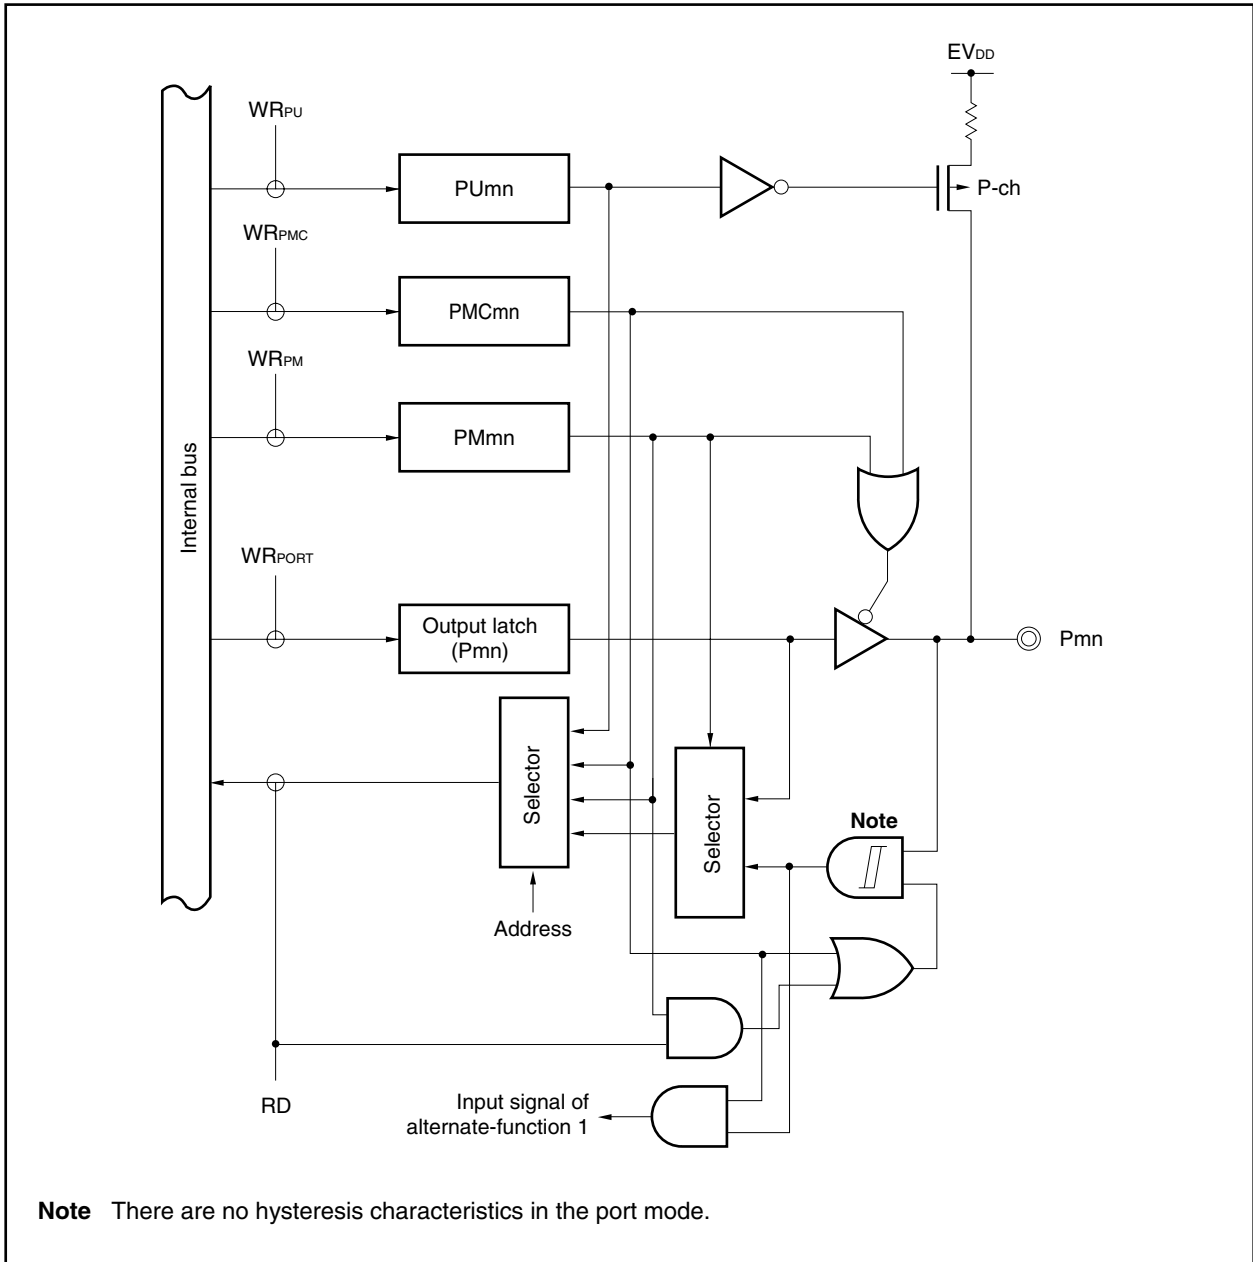 EVDD
WRPU
PUmn
P-ch
WRPMC
PMCmn
WRPM
PMmn
Internal bus
WRPORT
Output latch
(Pmn)
Pmn
Selector
Selector
Note
Address
RD
Input signal of
alternate-function 1
Note There are no hysteresis characteristics in the port mode.